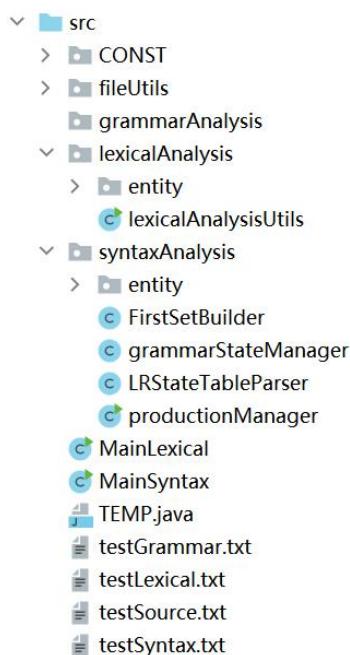 src
CONST
fileUtils
grammarAnalysis
lexicalAnalysis
entity
lexicalAnalysisUtils
syntaxAnalysis
entity
FirstSetBuilder
grammarStateManager
LRStateTableParser
productionManager
MainLexical
MainSyntax
TEMP.java
testGrammar.txt
testLexical.txt
testSource.txt
testSyntax.txt